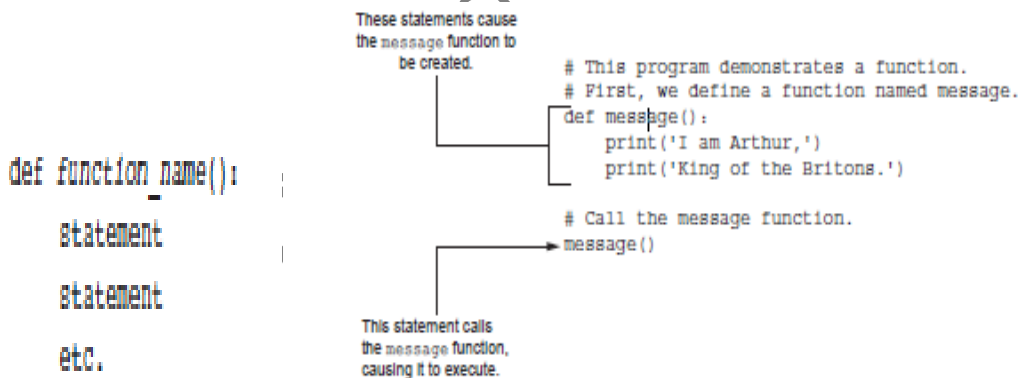 def function_name():
statement
statement
etc.
These statements cause
the message function to
be created.
# This program demonstrates a function.
# First, we define a function named message.
def message():
print('I am Arthur,')
print('King of the Britons.')
# Call the message function.
message()
This statement calls
the message function,
causing it to execute.